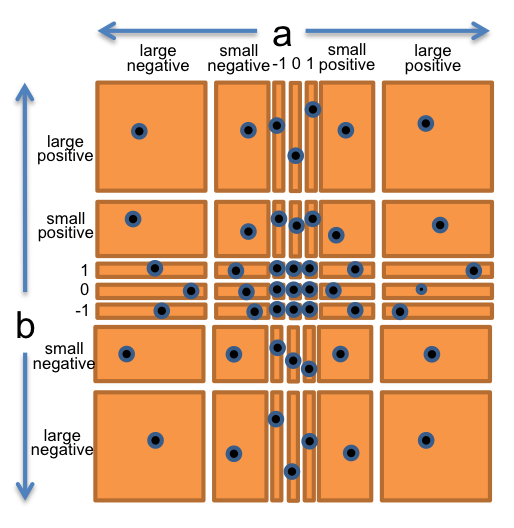 a
large small -1 0 1 small large
negative negative positive positive
large
positive
small
positive
1
0
-1
b
small
negative
large
negative